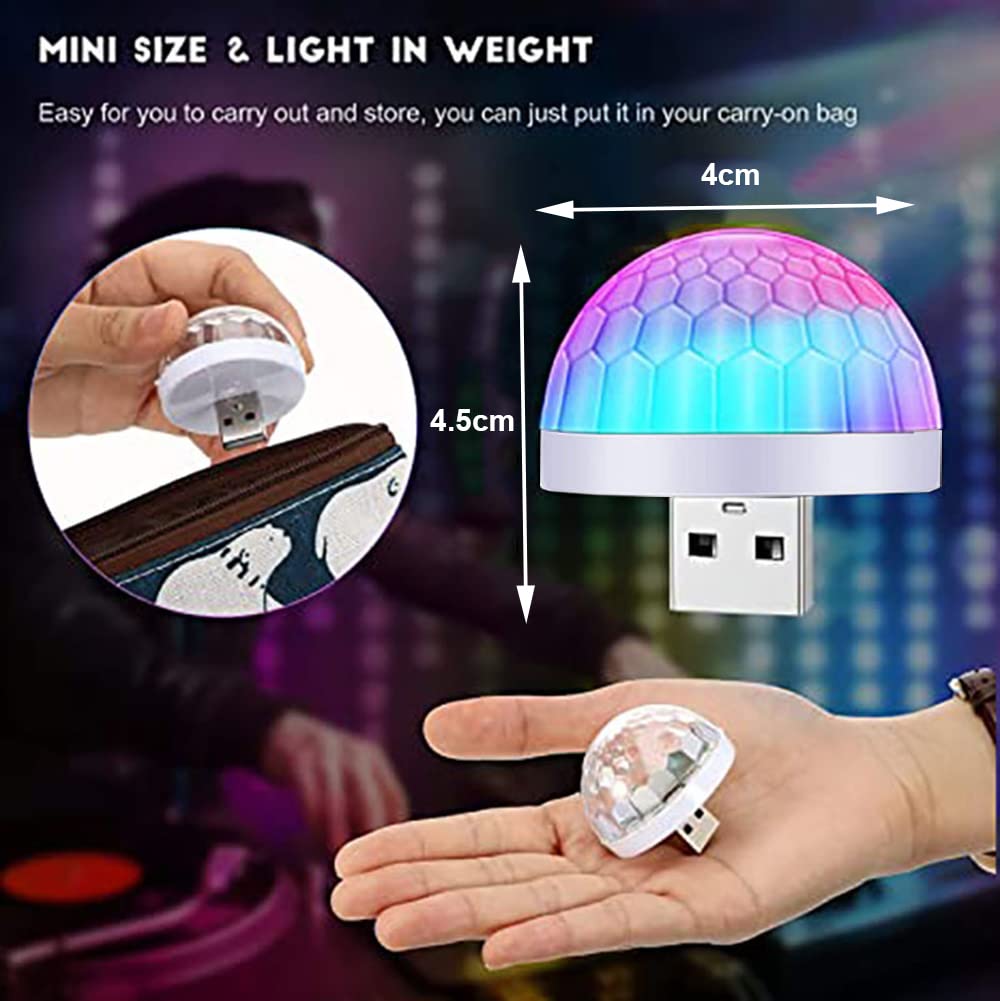 MINI SIZE & LIGHT IN WEIGHT
Easy for you to carry out and store, you can just put it in your carry-on bag
4cm
4.5cm